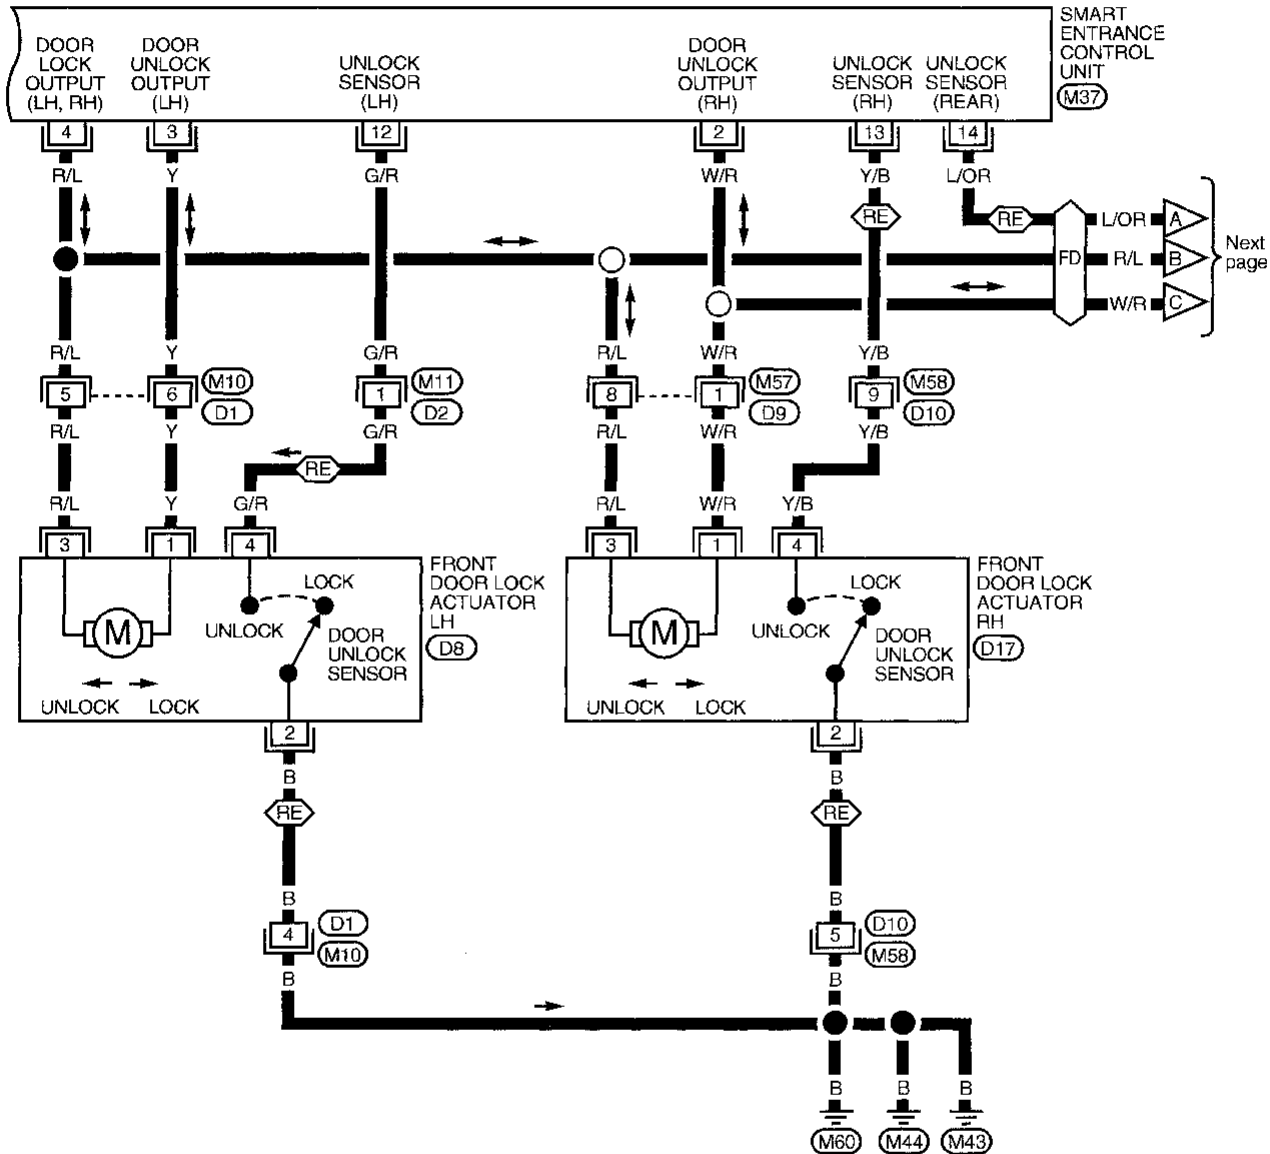 SMART
ENTRANCE
CONTROL
UNIT
M37
DOOR
LOCK
OUTPUT
(LH, RH)
DOOR
UNLOCK
OUTPUT
(LH)
UNLOCK
SENSOR
(LH)
DOOR
UNLOCK
OUTPUT
(RH)
UNLOCK
SENSOR
(RH)
UNLOCK
SENSOR
(REAR)
4 3 12 2 13 14
R/L Y G/R W/R Y/B L/OR
RE
RE L/OR A
FD R/L B
W/R C
Next
page
R/L Y G/R R/L W/R Y/B
5 6 M10 1 M11 8 1 M57 9 M58
D1 D2 D9 D10
R/L Y G/R R/L W/R Y/B
RE
R/L Y G/R R/L W/R Y/B
3 1 4 3 1 4
FRONT
DOOR LOCK
ACTUATOR
LH
D8
LOCK
UNLOCK
M
DOOR
UNLOCK
SENSOR
UNLOCK LOCK
FRONT
DOOR LOCK
ACTUATOR
RH
D17
LOCK
UNLOCK
M
DOOR
UNLOCK
SENSOR
UNLOCK LOCK
2 2
B B
RE RE
B B
4 D1 5 D10
M10 M58
B B
B B B
M60 M44 M43